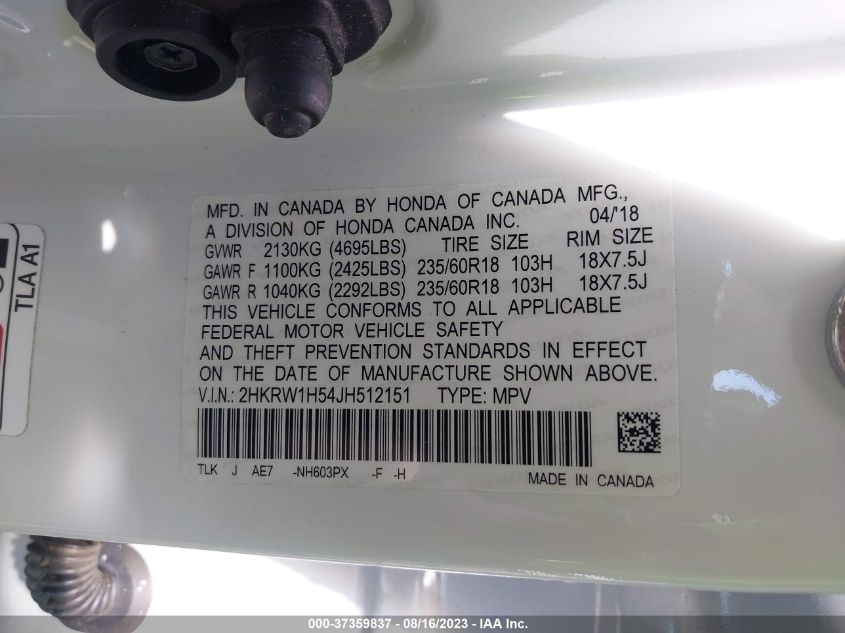 MFD. IN CANADA BY HONDA OF CANADA MFG.,
A DIVISION OF HONDA CANADA INC. 04/18
GVWR 2130KG (4695LBS) TIRE SIZE RIM SIZE
GAWR F 1100KG (2425LBS) 235/60R18 103H 18X7.5J
GAWR R 1040KG (2292LBS) 235/60R18 103H 18X7.5J
THIS VEHICLE CONFORMS TO ALL APPLICABLE
FEDERAL MOTOR VEHICLE SAFETY
AND THEFT PREVENTION STANDARDS IN EFFECT
ON THE DATE OF MANUFACTURE SHOWN ABOVE.
V.I.N.: 2HKRW1H54JH512151 TYPE: MPV
TLK J AE7 -NH603PX -F -H
MADE IN CANADA
TLA A1
000-37359837 - 08/16/2023 - IAA Inc.